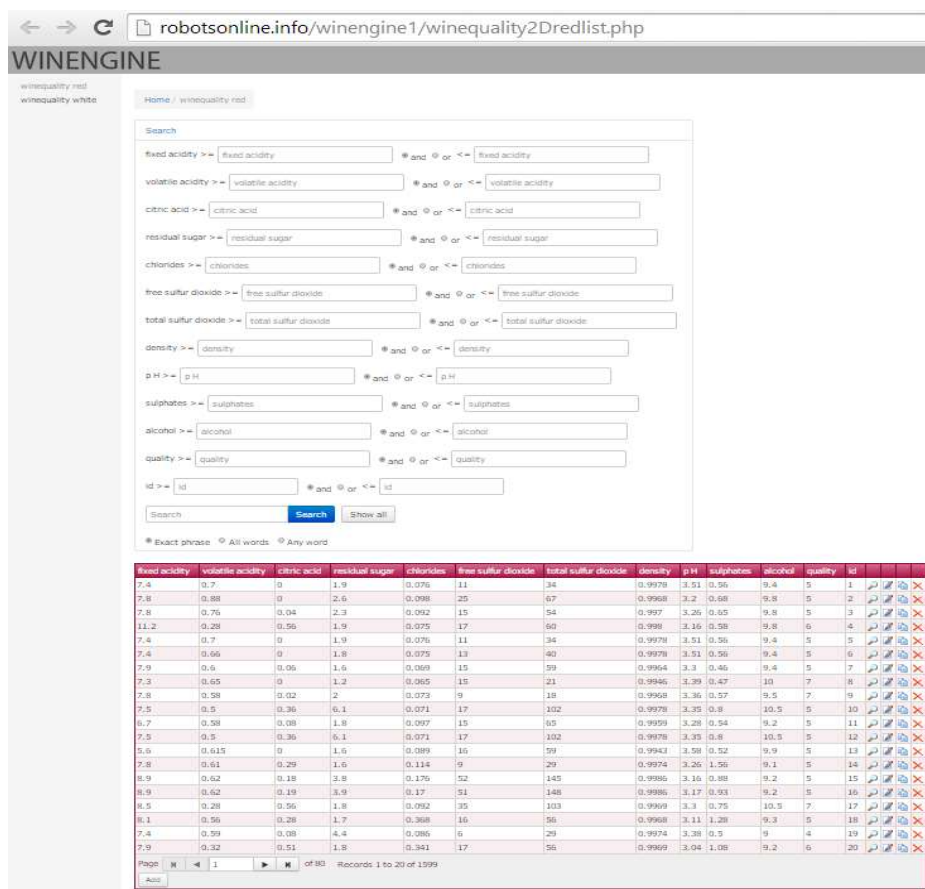 robotsonline.info/winengine1/winequality2Dredlist.php
WINENGINE
winequality red
winequality white
Home / winequality red
Search
fixed acidity >= fixed acidity and or <= fixed acidity
volatile acidity >= volatile acidity and or <= volatile acidity
citric acid >= citric acid and or <= citric acid
residual sugar >= residual sugar and or <= residual sugar
chlorides >= chlorides and or <= chlorides
free sulfur dioxide >= free sulfur dioxide and or <= free sulfur dioxide
total sulfur dioxide >= total sulfur dioxide and or <= total sulfur dioxide
density >= density and or <= density
p H >= p H and or <= p H
sulphates >= sulphates and or <= sulphates
alcohol >= alcohol and or <= alcohol
quality >= quality and or <= quality
id >= id and or <= id
Search Search Show all
Exact phrase All words Any word
fixed acidity volatile acidity citric acid residual sugar chlorides free sulfur dioxide total sulfur dioxide density p H sulphates alcohol quality id
7.4 0.7 0 1.9 0.076 11 34 0.9978 3.51 0.56 9.4 5 1
7.8 0.88 0 2.6 0.098 25 67 0.9968 3.2 0.68 9.8 5 2
7.8 0.76 0.04 2.3 0.092 15 54 0.997 3.26 0.65 9.8 5 3
11.2 0.28 0.56 1.9 0.075 17 60 0.998 3.16 0.58 9.8 6 4
7.4 0.7 0 1.9 0.076 11 34 0.9978 3.51 0.56 9.4 5 5
7.4 0.66 0 1.8 0.075 13 40 0.9978 3.51 0.56 9.4 5 6
7.9 0.6 0.06 1.6 0.069 15 59 0.9964 3.3 0.46 9.4 5 7
7.3 0.65 0 1.2 0.065 15 21 0.9946 3.39 0.47 10 7 8
7.8 0.58 0.02 2 0.073 9 18 0.9968 3.36 0.57 9.5 7 9
7.5 0.5 0.36 6.1 0.071 17 102 0.9978 3.35 0.8 10.5 5 10
6.7 0.58 0.08 1.8 0.097 15 65 0.9959 3.28 0.54 9.2 5 11
7.5 0.5 0.36 6.1 0.071 17 102 0.9978 3.35 0.8 10.5 5 12
5.6 0.615 0 1.6 0.089 16 59 0.9943 3.58 0.52 9.9 5 13
7.8 0.61 0.29 1.6 0.114 9 29 0.9974 3.26 1.56 9.1 5 14
8.9 0.62 0.18 3.8 0.176 52 145 0.9986 3.16 0.88 9.2 5 15
8.9 0.62 0.19 3.9 0.17 51 148 0.9986 3.17 0.93 9.2 5 16
8.5 0.28 0.56 1.8 0.092 35 103 0.9969 3.3 0.75 10.5 7 17
8.1 0.56 0.28 1.7 0.368 16 56 0.9968 3.11 1.28 9.3 5 18
7.4 0.59 0.08 4.4 0.086 6 29 0.9974 3.38 0.5 9 4 19
7.9 0.32 0.51 1.8 0.341 17 56 0.9969 3.04 1.08 9.2 6 20
Page 1 of 80 Records 1 to 20 of 1599
Add